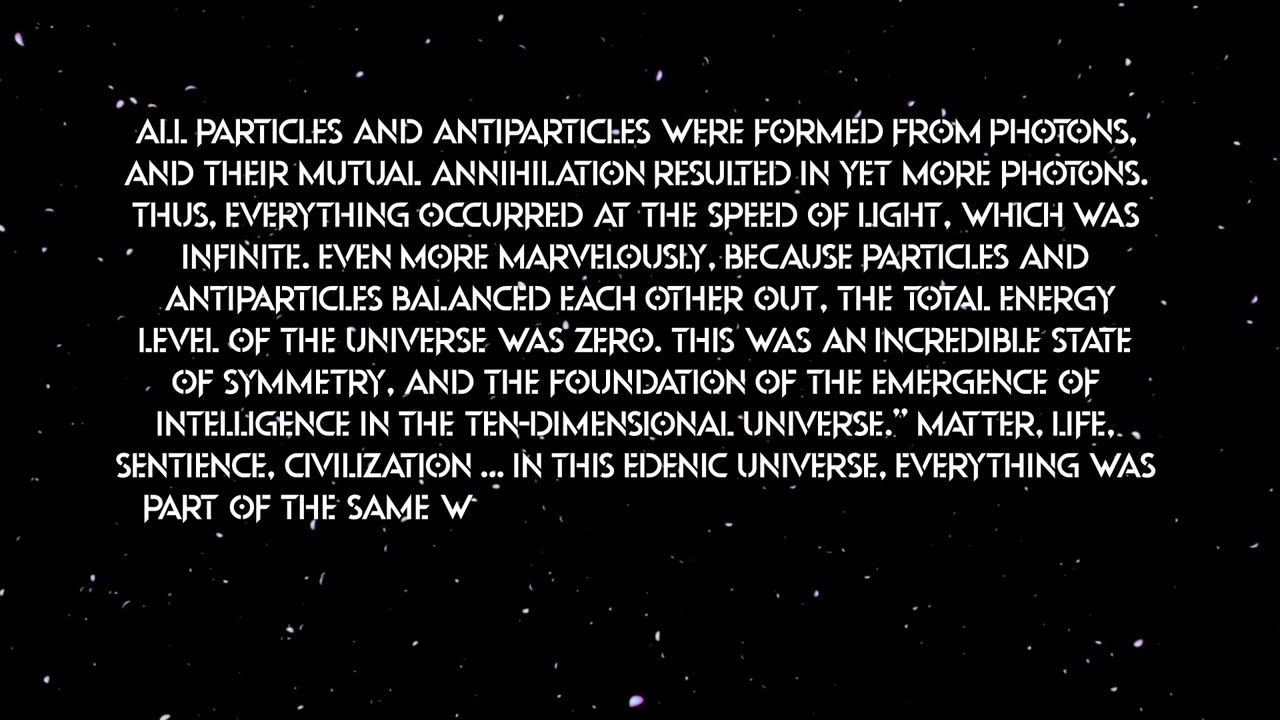 ALL PARTICLES AND ANTIPARTICLES WERE FORMED FROM PHOTONS,
AND THEIR MUTUAL ANNIHILATION RESULTED IN YET MORE PHOTONS.
THUS, EVERYTHING OCCURRED AT THE SPEED OF LIGHT, WHICH WAS
INFINITE. EVEN MORE MARVELOUSLY, BECAUSE PARTICLES AND
ANTIPARTICLES BALANCED EACH OTHER OUT, THE TOTAL ENERGY
LEVEL OF THE UNIVERSE WAS ZERO. THIS WAS AN INCREDIBLE STATE
OF SYMMETRY, AND THE FOUNDATION OF THE EMERGENCE OF
INTELLIGENCE IN THE TEN-DIMENSIONAL UNIVERSE.” MATTER, LIFE,
SENTIENCE, CIVILIZATION ... IN THIS EDENIC UNIVERSE, EVERYTHING WAS
PART OF THE SAME W